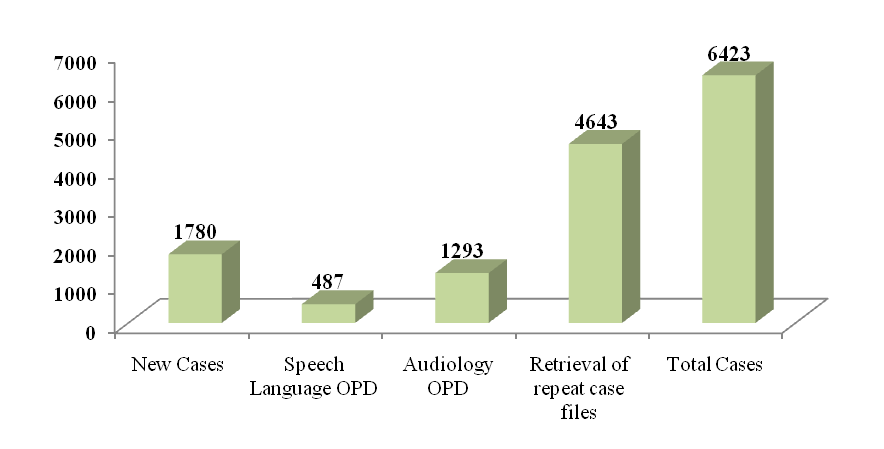 7000
6000
5000
4000
3000
2000
1000
0
1780
487
1293
4643
6423
New Cases
Speech
Language OPD
Audiology
OPD
Retrieval of
repeat case
files
Total Cases